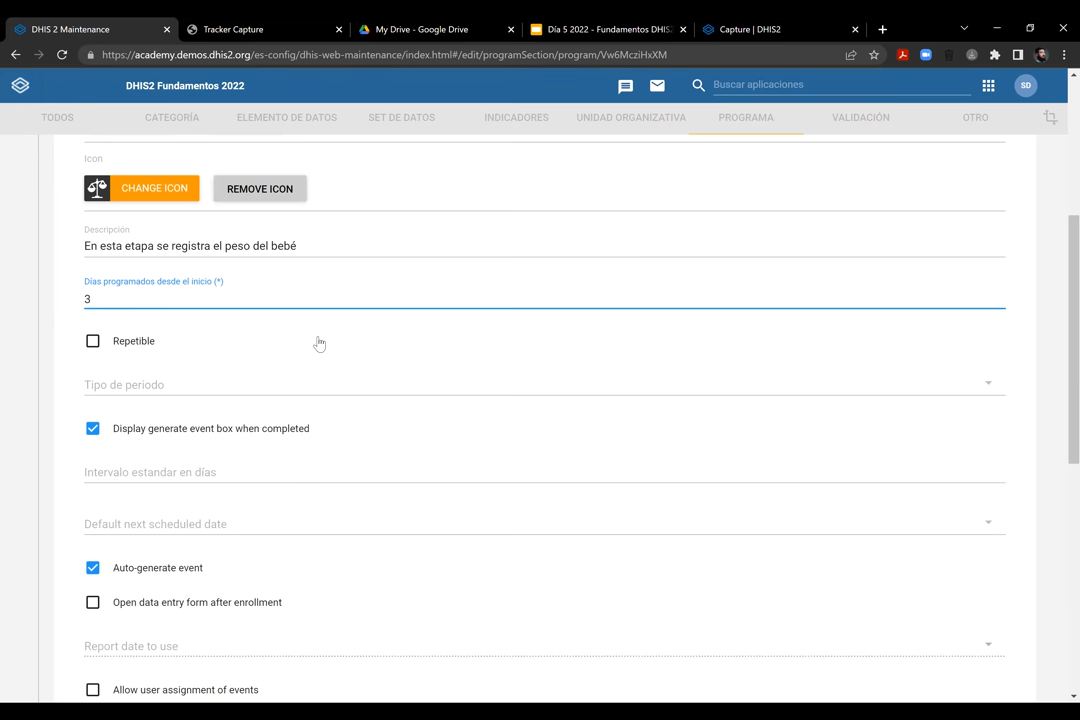 DHIS 2 Maintenance
Tracker Capture
My Drive - Google Drive
Día 5 2022 - Fundamentos DHIS2
Capture | DHIS2
https://academy.demos.dhis2.org/es-config/dhis-web-maintenance/index.html#/edit/programSection/program/Vw6McziHxXM
DHIS2 Fundamentos 2022
Buscar aplicaciones
SD
TODOS
CATEGORÍA
ELEMENTO DE DATOS
SET DE DATOS
INDICADORES
UNIDAD ORGANIZATIVA
PROGRAMA
VALIDACIÓN
OTRO
Icon
CHANGE ICON
REMOVE ICON
Descripción
En esta etapa se registra el peso del bebé
Días programados desde el inicio (*)
3
Repetible
Tipo de periodo
Display generate event box when completed
Intervalo estandar en días
Default next scheduled date
Auto-generate event
Open data entry form after enrollment
Report date to use
Allow user assignment of events